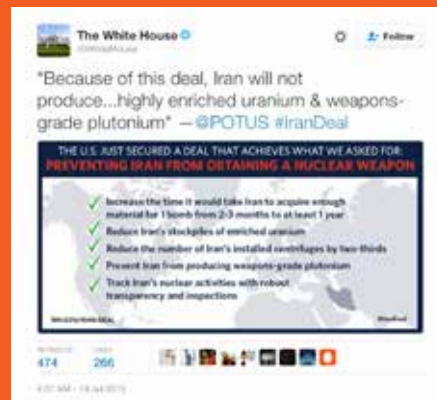 The White House
@WhiteHouse
Follow
"Because of this deal, Iran will not
produce...highly enriched uranium & weapons-
grade plutonium" —@POTUS #IranDeal
THE U.S. JUST SECURED A DEAL THAT ACHIEVES WHAT WE ASKED FOR:
PREVENTING IRAN FROM OBTAINING A NUCLEAR WEAPON
Increase the time it would take Iran to acquire enough
material for 1 bomb from 2-3 months to at least 1 year
Reduce Iran's stockpiles of enriched uranium
Reduce the number of Iran's installed centrifuges by two-thirds
Prevent Iran from producing weapons-grade plutonium
Track Iran's nuclear activities with robust
transparency and inspections
474
266